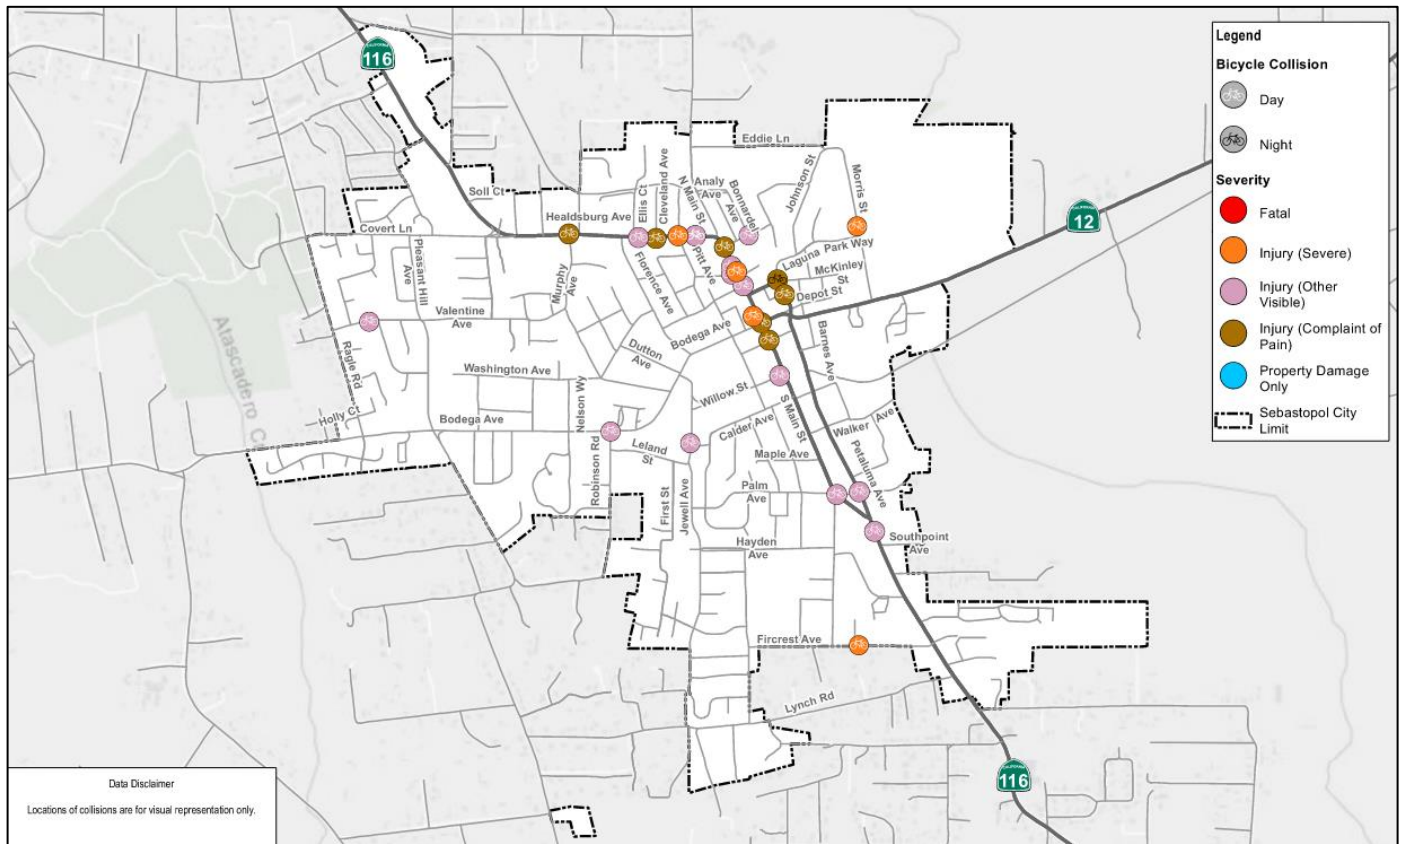 CALIFORNIA
116
Legend
Bicycle Collision
Day
Night
Severity
Fatal
Injury (Severe)
Injury (Other
Visible)
Injury (Complaint of
Pain)
Property Damage
Only
Sebastopol City
Limit
Eddie Ln
Johnson St
Morris St
CALIFORNIA
12
Soll Ct
Ellis Ct
Cleveland Ave
N Main St
Analy
Ave
Bonnardel
Ave
Healdsburg Ave
Covert Ln
Pleasant Hill
Ave
Murphy
Ave
Florence Ave
Pitt Ave
Laguna Park Way
McKinley
St
Depot St
Valentine
Ave
Bodega Ave
Barnes Ave
Atascadero C
Ragle Rd
Dutton
Ave
Washington Ave
Nelson Wy
Willow St
S Main St
Holly Ct
Bodega Ave
Calder Ave
Walker Ave
Robinson Rd
Leland
St
Maple Ave
Petaluma Ave
First St
Jewell Ave
Palm
Ave
Hayden
Ave
Southpoint
Ave
Fircrest Ave
Lynch Rd
CALIFORNIA
116
Data Disclaimer
Locations of collisions are for visual representation only.